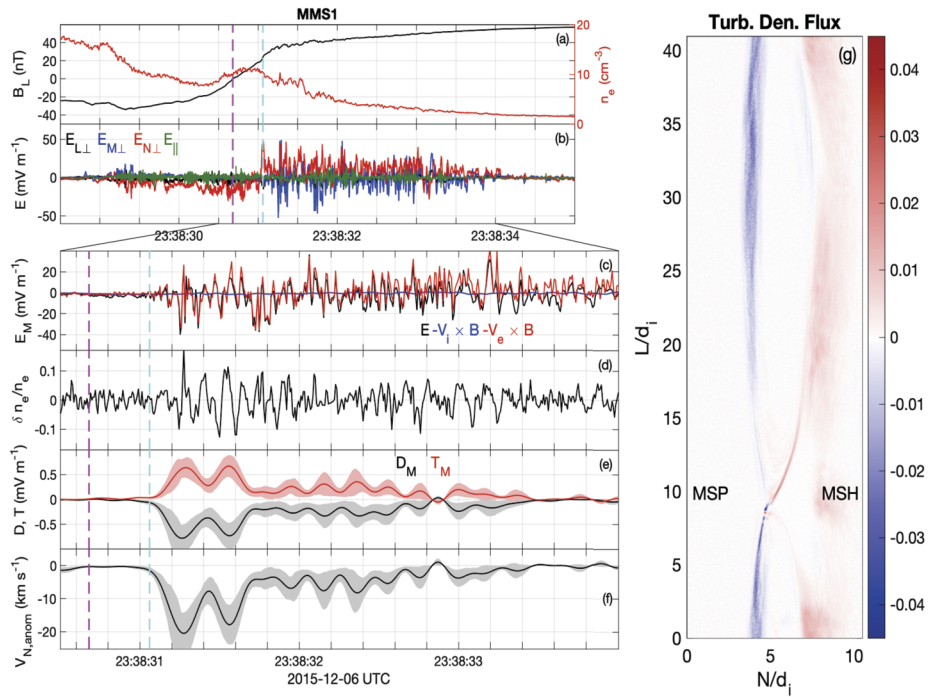 MMS1
Turb. Den. Flux
(a)
B_L (nT)
40
20
0
-20
-40
20
10
0
n_e (cm⁻³)
(b)
E_L⊥ E_M⊥ E_N⊥ E_||
E (mV m⁻¹)
50
0
-50
23:38:30 23:38:32 23:38:34
(c)
E_M (mV m⁻¹)
20
0
-20
-40
E -V_i × B -V_e × B
(d)
δ n_e/n_e
0.1
0
-0.1
(e)
D, T (mV m⁻¹)
0.5
0
-0.5
D_M T_M
(f)
V_N,anom (km s⁻¹)
0
-10
-20
23:38:31 23:38:32 23:38:33
2015-12-06 UTC
(g)
L/d_i
40
35
30
25
20
15
10
5
0
MSP MSH
0 5 10
N/d_i
0.04
0.03
0.02
0.01
0
-0.01
-0.02
-0.03
-0.04